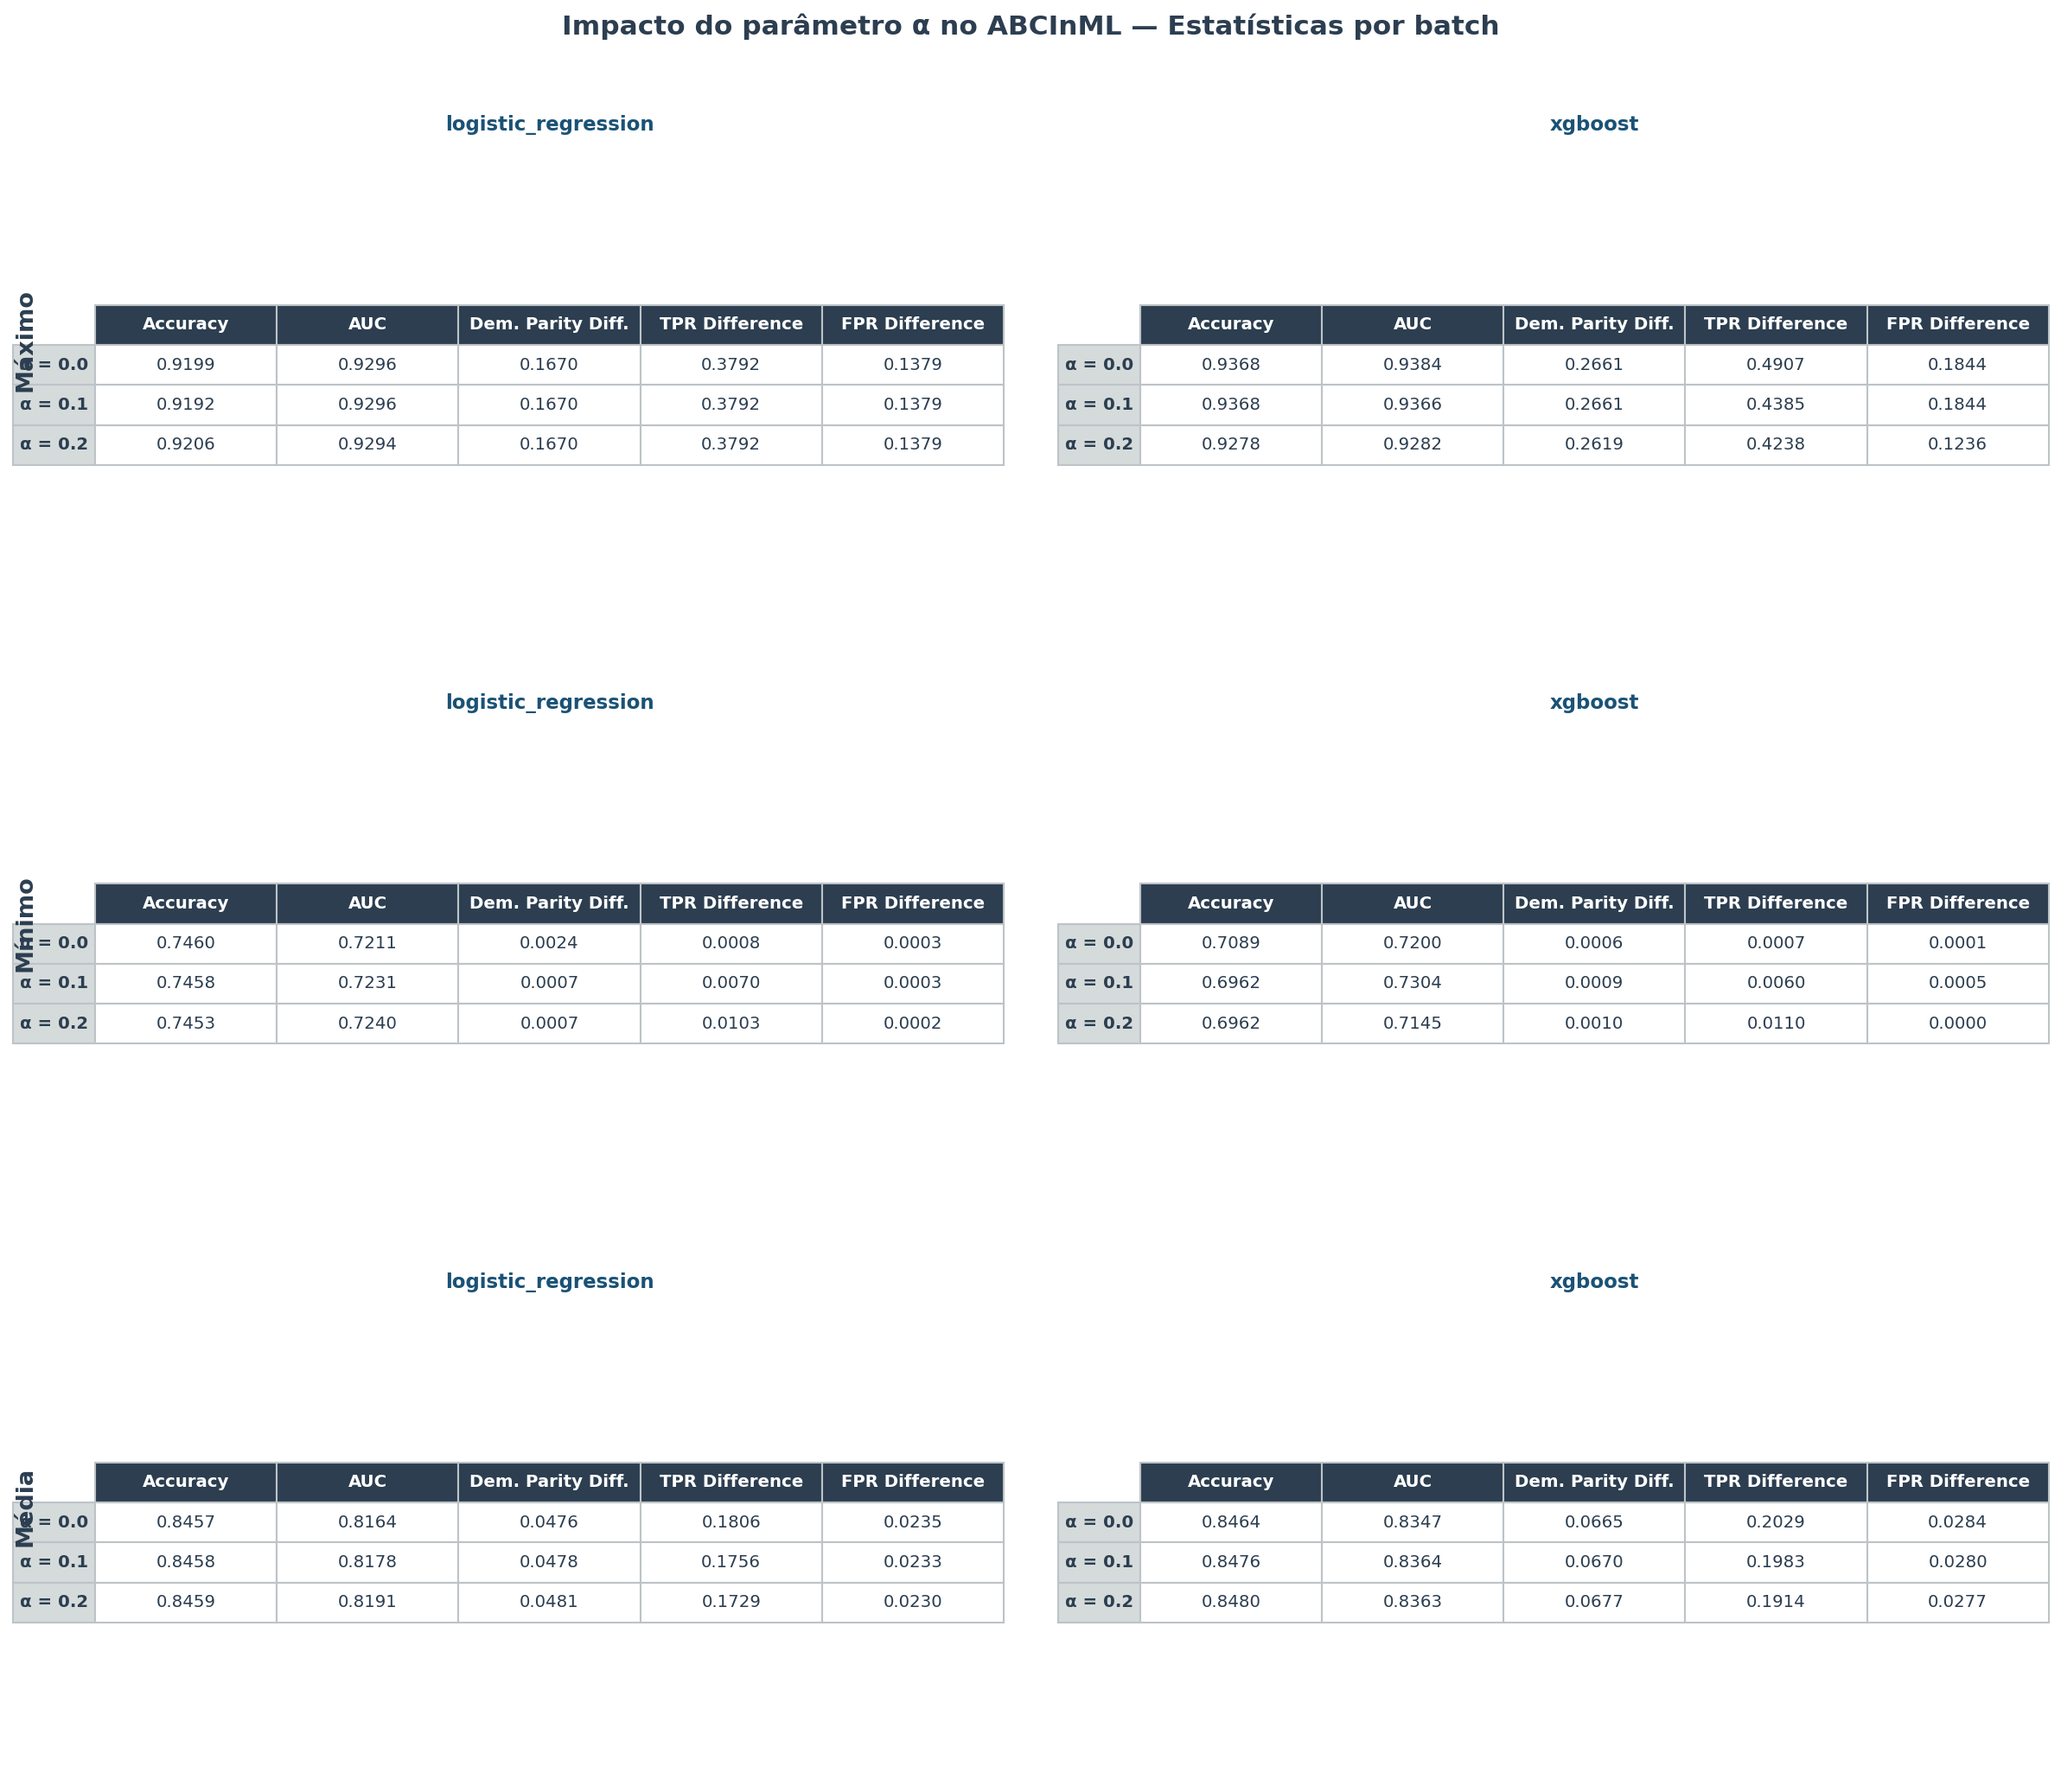 Impacto do parâmetro α no ABCInML — Estatísticas por batch
logistic_regression
xgboost
Máximo
Accuracy AUC Dem. Parity Diff. TPR Difference FPR Difference
α = 0.0 0.9199 0.9296 0.1670 0.3792 0.1379
α = 0.1 0.9192 0.9296 0.1670 0.3792 0.1379
α = 0.2 0.9206 0.9294 0.1670 0.3792 0.1379
Accuracy AUC Dem. Parity Diff. TPR Difference FPR Difference
α = 0.0 0.9368 0.9384 0.2661 0.4907 0.1844
α = 0.1 0.9368 0.9366 0.2661 0.4385 0.1844
α = 0.2 0.9278 0.9282 0.2619 0.4238 0.1236
logistic_regression
xgboost
Mínimo
Accuracy AUC Dem. Parity Diff. TPR Difference FPR Difference
α = 0.0 0.7460 0.7211 0.0024 0.0008 0.0003
α = 0.1 0.7458 0.7231 0.0007 0.0070 0.0003
α = 0.2 0.7453 0.7240 0.0007 0.0103 0.0002
Accuracy AUC Dem. Parity Diff. TPR Difference FPR Difference
α = 0.0 0.7089 0.7200 0.0006 0.0007 0.0001
α = 0.1 0.6962 0.7304 0.0009 0.0060 0.0005
α = 0.2 0.6962 0.7145 0.0010 0.0110 0.0000
logistic_regression
xgboost
Média
Accuracy AUC Dem. Parity Diff. TPR Difference FPR Difference
α = 0.0 0.8457 0.8164 0.0476 0.1806 0.0235
α = 0.1 0.8458 0.8178 0.0478 0.1756 0.0233
α = 0.2 0.8459 0.8191 0.0481 0.1729 0.0230
Accuracy AUC Dem. Parity Diff. TPR Difference FPR Difference
α = 0.0 0.8464 0.8347 0.0665 0.2029 0.0284
α = 0.1 0.8476 0.8364 0.0670 0.1983 0.0280
α = 0.2 0.8480 0.8363 0.0677 0.1914 0.0277